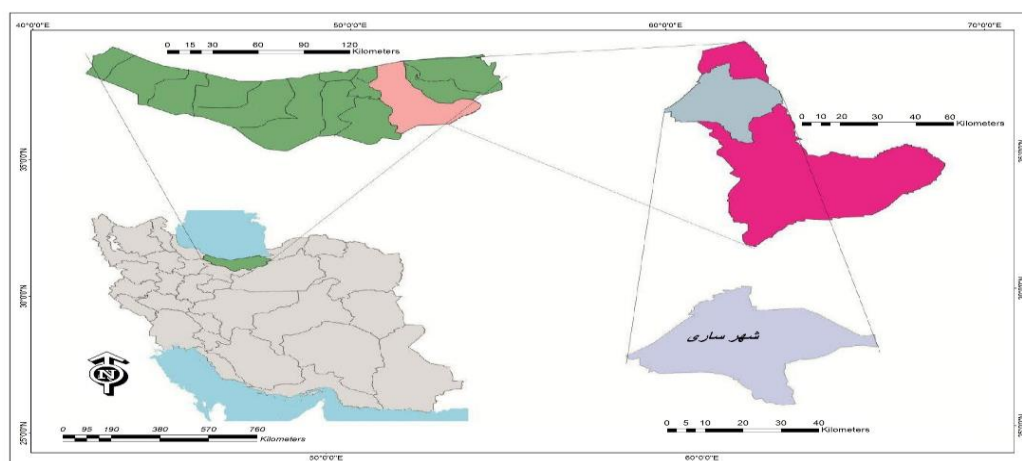 40°0'0"E 50°0'0"E 60°0'0"E 70°0'0"E
0 15 30 60 90 120
Kilometers
0 10 20 30 40 60
Kilometers
35°0'0"N
30°0'0"N
25°0'0"N
شهر ساری
N
0 95 190 380 570 760
Kilometers
0 5 10 20 30 40
Kilometers
50°0'0"E 60°0'0"E